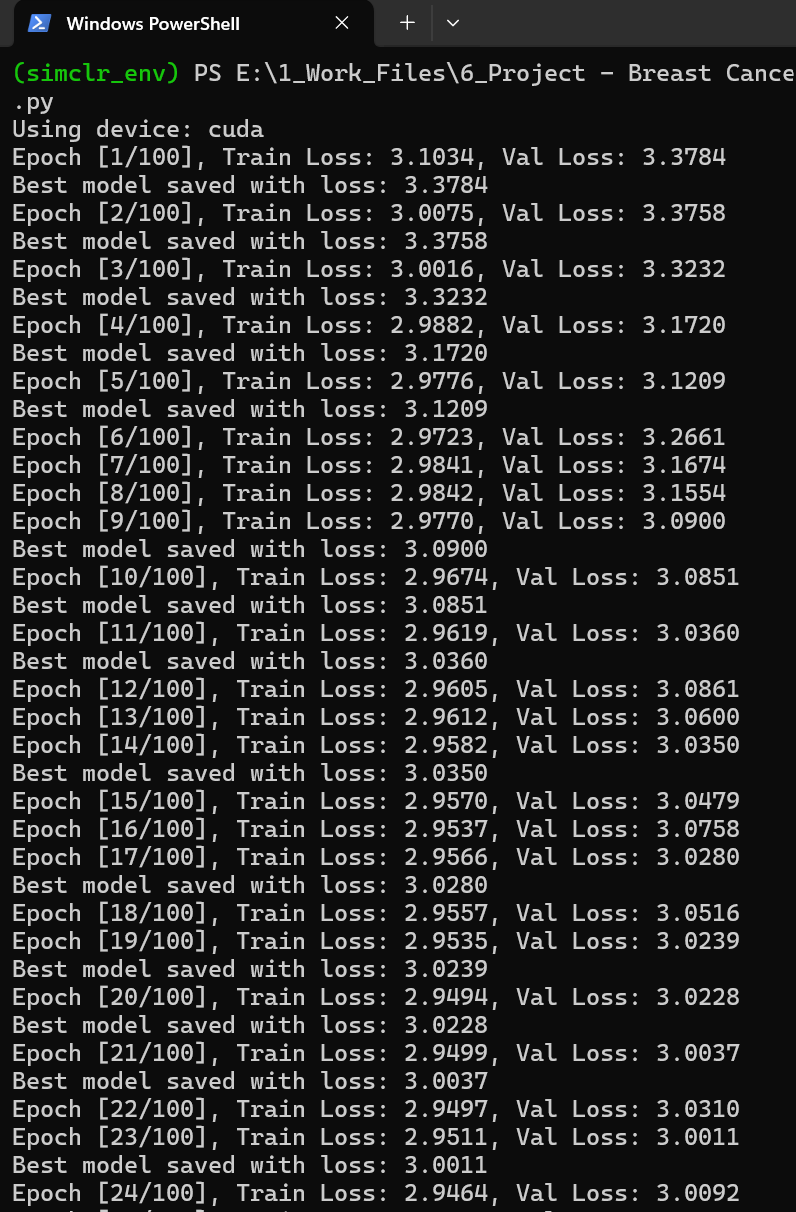 Windows PowerShell
(simclr_env) PS E:\1_Work_Files\6_Project - Breast Cance
.py
Using device: cuda
Epoch [1/100], Train Loss: 3.1034, Val Loss: 3.3784
Best model saved with loss: 3.3784
Epoch [2/100], Train Loss: 3.0075, Val Loss: 3.3758
Best model saved with loss: 3.3758
Epoch [3/100], Train Loss: 3.0016, Val Loss: 3.3232
Best model saved with loss: 3.3232
Epoch [4/100], Train Loss: 2.9882, Val Loss: 3.1720
Best model saved with loss: 3.1720
Epoch [5/100], Train Loss: 2.9776, Val Loss: 3.1209
Best model saved with loss: 3.1209
Epoch [6/100], Train Loss: 2.9723, Val Loss: 3.2661
Epoch [7/100], Train Loss: 2.9841, Val Loss: 3.1674
Epoch [8/100], Train Loss: 2.9842, Val Loss: 3.1554
Epoch [9/100], Train Loss: 2.9770, Val Loss: 3.0900
Best model saved with loss: 3.0900
Epoch [10/100], Train Loss: 2.9674, Val Loss: 3.0851
Best model saved with loss: 3.0851
Epoch [11/100], Train Loss: 2.9619, Val Loss: 3.0360
Best model saved with loss: 3.0360
Epoch [12/100], Train Loss: 2.9605, Val Loss: 3.0861
Epoch [13/100], Train Loss: 2.9612, Val Loss: 3.0600
Epoch [14/100], Train Loss: 2.9582, Val Loss: 3.0350
Best model saved with loss: 3.0350
Epoch [15/100], Train Loss: 2.9570, Val Loss: 3.0479
Epoch [16/100], Train Loss: 2.9537, Val Loss: 3.0758
Epoch [17/100], Train Loss: 2.9566, Val Loss: 3.0280
Best model saved with loss: 3.0280
Epoch [18/100], Train Loss: 2.9557, Val Loss: 3.0516
Epoch [19/100], Train Loss: 2.9535, Val Loss: 3.0239
Best model saved with loss: 3.0239
Epoch [20/100], Train Loss: 2.9494, Val Loss: 3.0228
Best model saved with loss: 3.0228
Epoch [21/100], Train Loss: 2.9499, Val Loss: 3.0037
Best model saved with loss: 3.0037
Epoch [22/100], Train Loss: 2.9497, Val Loss: 3.0310
Epoch [23/100], Train Loss: 2.9511, Val Loss: 3.0011
Best model saved with loss: 3.0011
Epoch [24/100], Train Loss: 2.9464, Val Loss: 3.0092